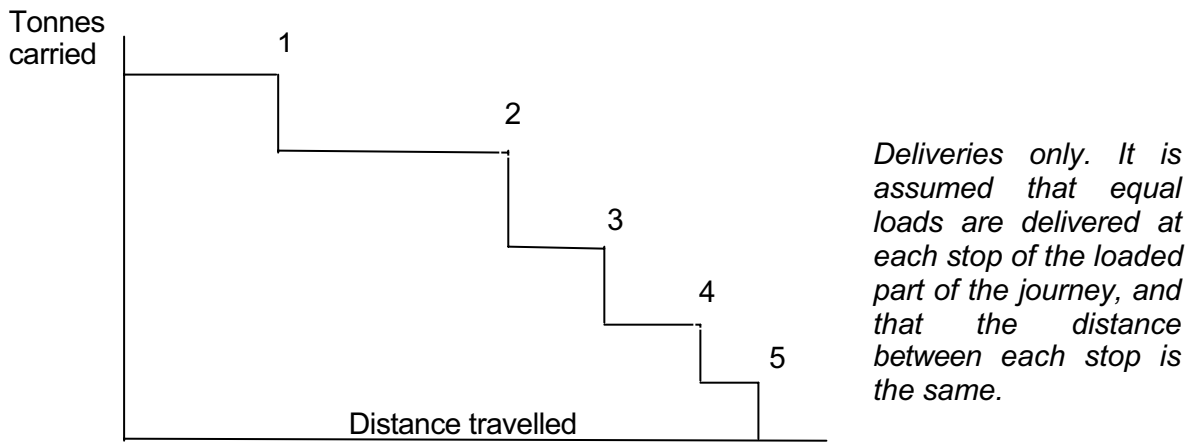 Tonnes
carried
1
2
3
4
5
Distance travelled
Deliveries only. It is
assumed that equal
loads are delivered at
each stop of the loaded
part of the journey, and
that the distance
between each stop is
the same.